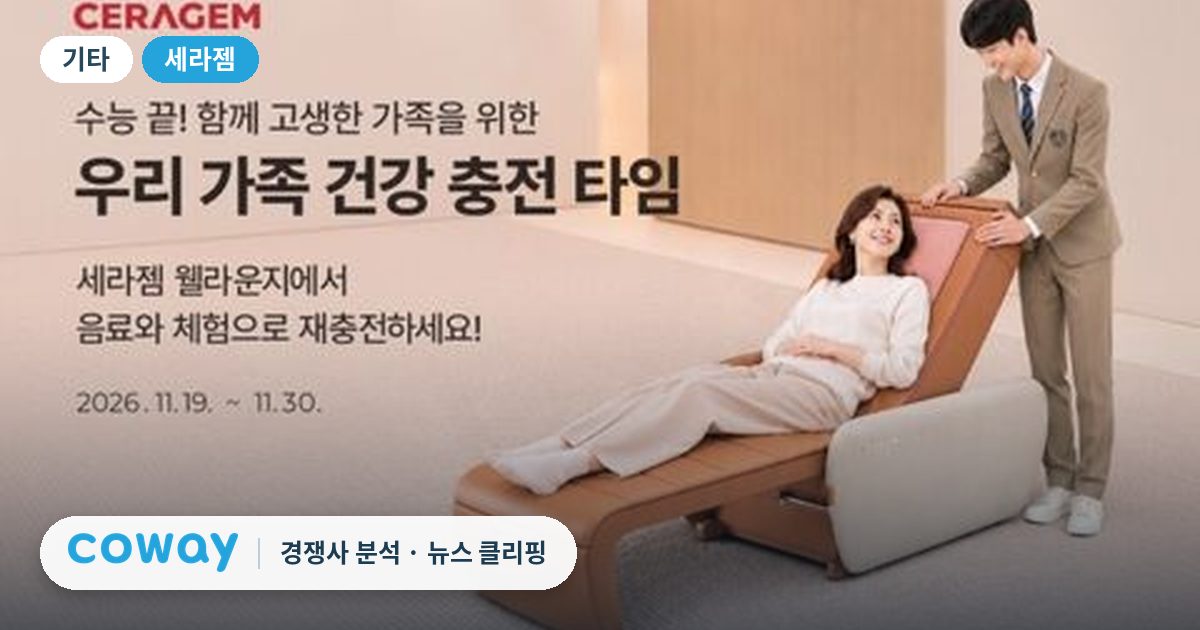 CERAGEM
기타 세라젬
수능 끝! 함께 고생한 가족을 위한
우리 가족 건강 충전 타임
세라젬 웰라운지에서
음료와 체험으로 재충전하세요!
2026. 11. 19. ~ 11. 30.
coway 경쟁사 분석 · 뉴스 클리핑